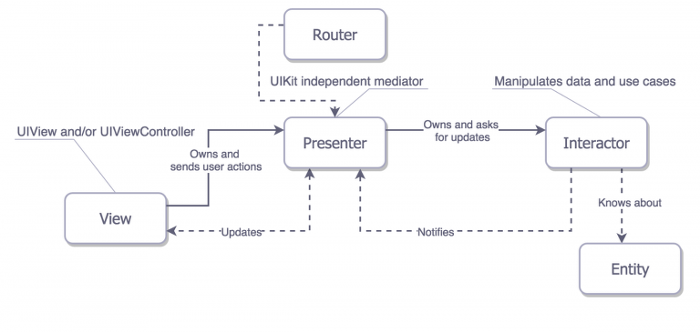 Router
UIKit independent mediator
Manipulates data and use cases
UIView and/or UIViewController
Presenter
Owns and asks
for updates
Interactor
Owns and
sends user actions
View
Updates
Notifies
Knows about
Entity